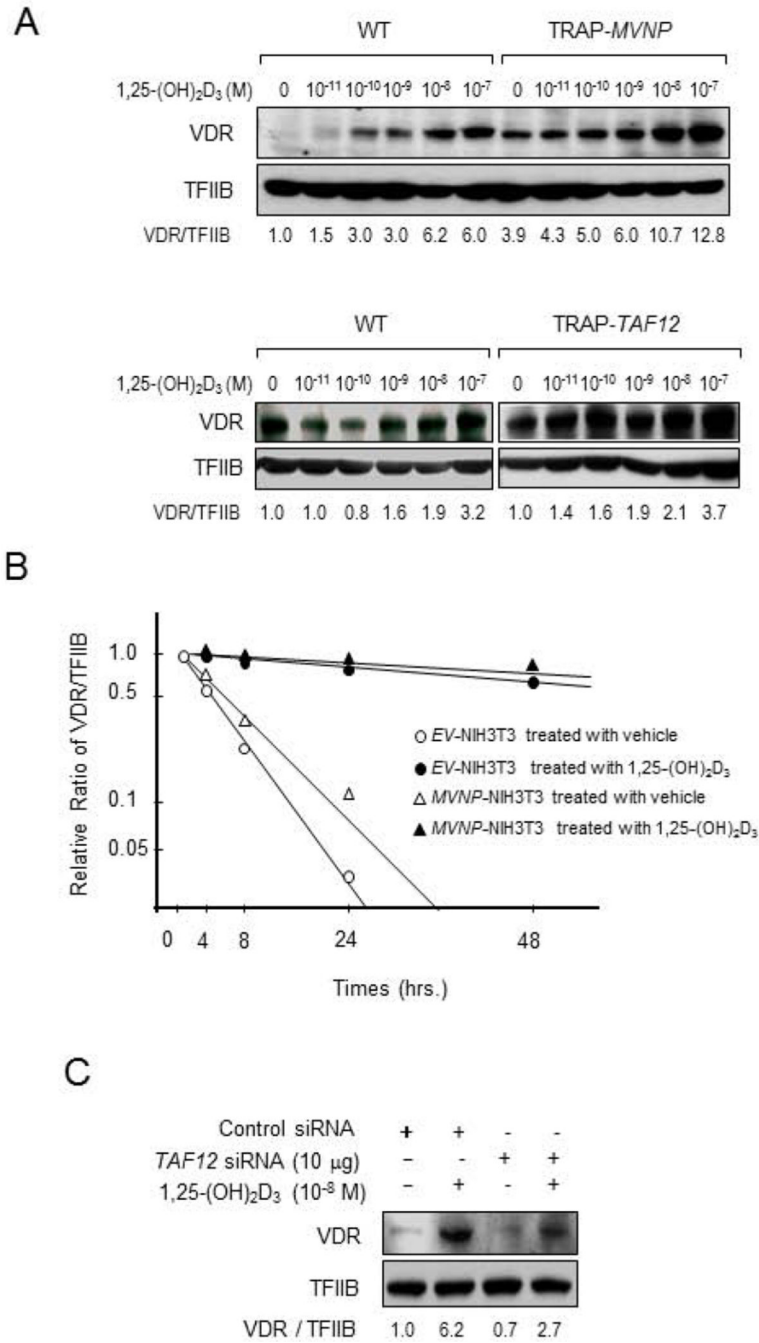 A
WT TRAP-MVNP
1,25-(OH)₂D₃ (M) 0 10⁻¹¹ 10⁻¹⁰ 10⁻⁹ 10⁻⁸ 10⁻⁷ 0 10⁻¹¹ 10⁻¹⁰ 10⁻⁹ 10⁻⁸ 10⁻⁷
VDR
TFIIB
VDR/TFIIB 1.0 1.5 3.0 3.0 6.2 6.0 3.9 4.3 5.0 6.0 10.7 12.8
WT TRAP-TAF12
1,25-(OH)₂D₃ (M) 0 10⁻¹¹ 10⁻¹⁰ 10⁻⁹ 10⁻⁸ 10⁻⁷ 0 10⁻¹¹ 10⁻¹⁰ 10⁻⁹ 10⁻⁸ 10⁻⁷
VDR
TFIIB
VDR/TFIIB 1.0 1.0 0.8 1.6 1.9 3.2 1.0 1.4 1.6 1.9 2.1 3.7
B
Relative Ratio of VDR/TFIIB
1.0
0.5
0.1
0.05
EV-NIH3T3 treated with vehicle
EV-NIH3T3 treated with 1,25-(OH)₂D₃
MVNP-NIH3T3 treated with vehicle
MVNP-NIH3T3 treated with 1,25-(OH)₂D₃
0 4 8 24 48
Times (hrs.)
C
Control siRNA + + - -
TAF12 siRNA (10 µg) - - + +
1,25-(OH)₂D₃ (10⁻⁸ M) - + - +
VDR
TFIIB
VDR / TFIIB 1.0 6.2 0.7 2.7